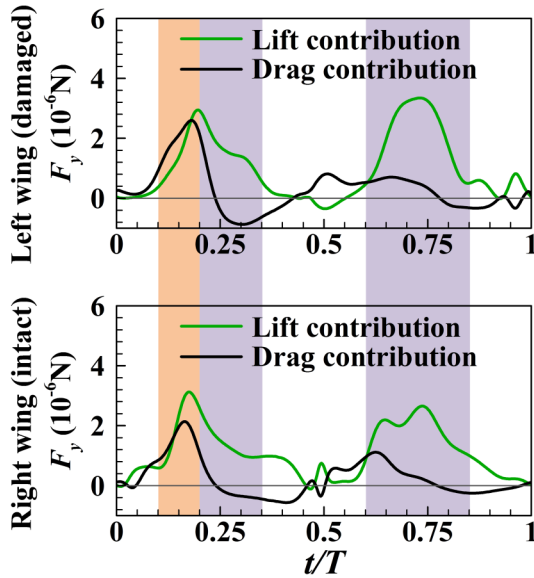 Left wing (damaged)
F_y (10^-6 N)
6
4
2
0
Lift contribution
Drag contribution
0
0.25
0.5
0.75
1
Right wing (intact)
F_y (10^-6 N)
6
4
2
0
Lift contribution
Drag contribution
0
0.25
0.5
0.75
1
t/T